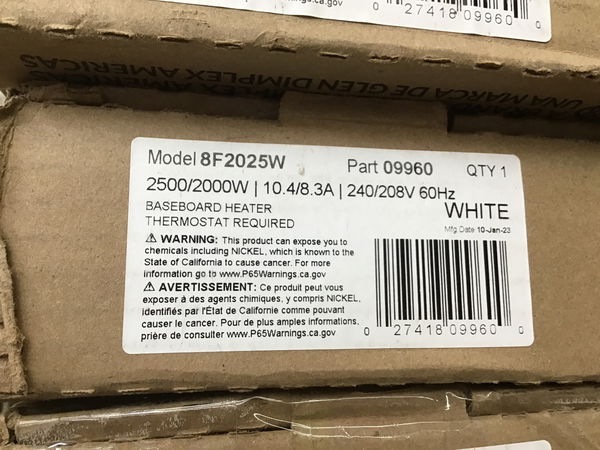 www.P65Warnings.ca.gov
0 27418 09960 0
UNA MARCA DE GLEN DIMPLEX AMERICAS
Model 8F2025W Part 09960 QTY 1
2500/2000W | 10.4/8.3A | 240/208V 60Hz
BASEBOARD HEATER WHITE
THERMOSTAT REQUIRED Mfg Date 10-Jan-23
⚠ WARNING: This product can expose you to
chemicals including NICKEL, which is known to the
State of California to cause cancer. For more
information go to www.P65Warnings.ca.gov
⚠ AVERTISSEMENT: Ce produit peut vous
exposer à des agents chimiques, y compris NICKEL,
identifiés par l'État de Californie comme pouvant
causer le cancer. Pour de plus amples informations,
prière de consulter www.P65Warnings.ca.gov
0 27418 09960 0